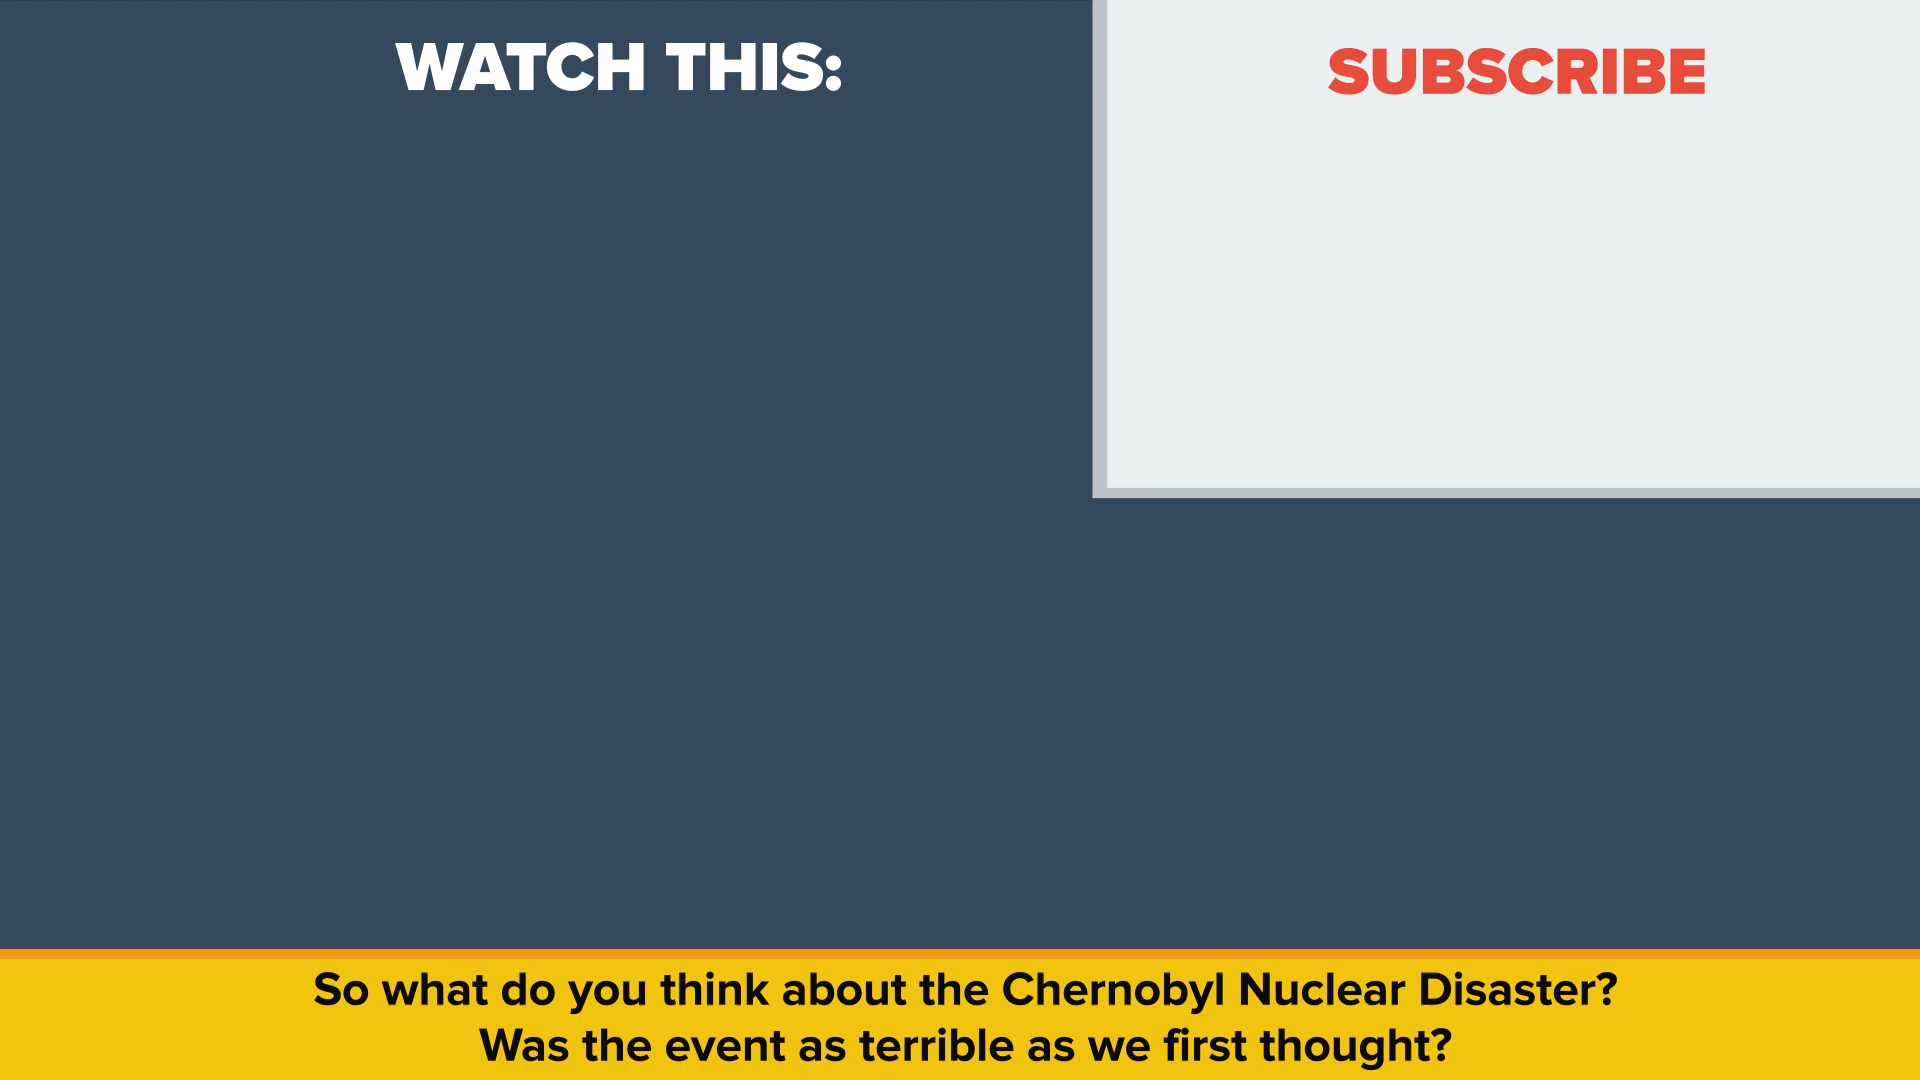 WATCH THIS:
SUBSCRIBE
So what do you think about the Chernobyl Nuclear Disaster?
Was the event as terrible as we first thought?